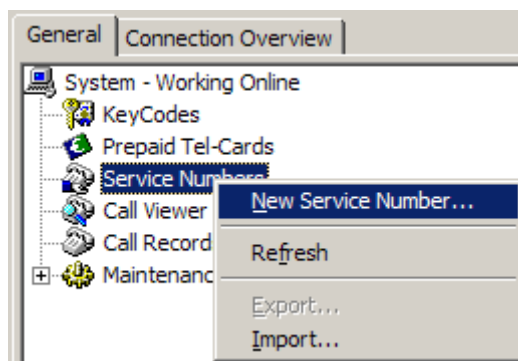 General
Connection Overview
System - Working Online
KeyCodes
Prepaid Tel-Cards
Service Numbers
New Service Number...
Call Viewer
Call Record
Refresh
Maintenanc
Export...
Import...